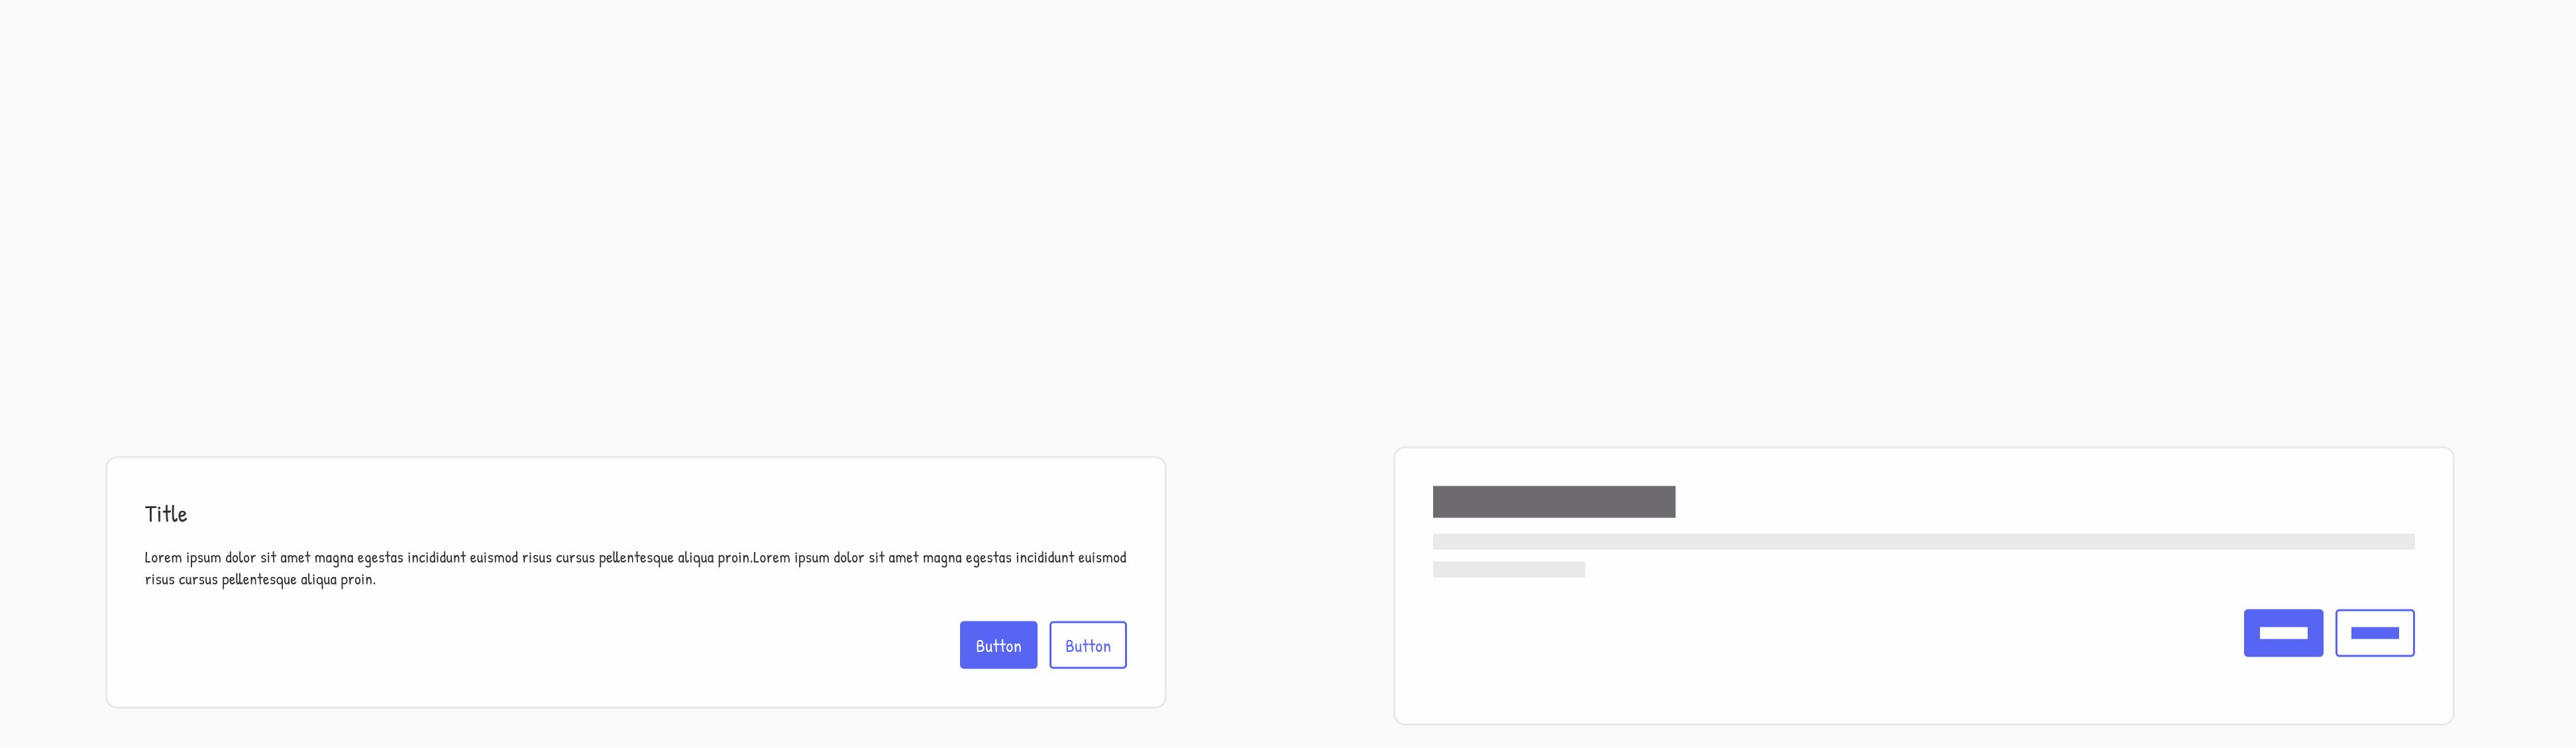 Title
Lorem ipsum dolor sit amet magna egestas incididunt euismod risus cursus pellentesque aliqua proin.Lorem ipsum dolor sit amet magna egestas incididunt euismod
risus cursus pellentesque aliqua proin.
Button Button